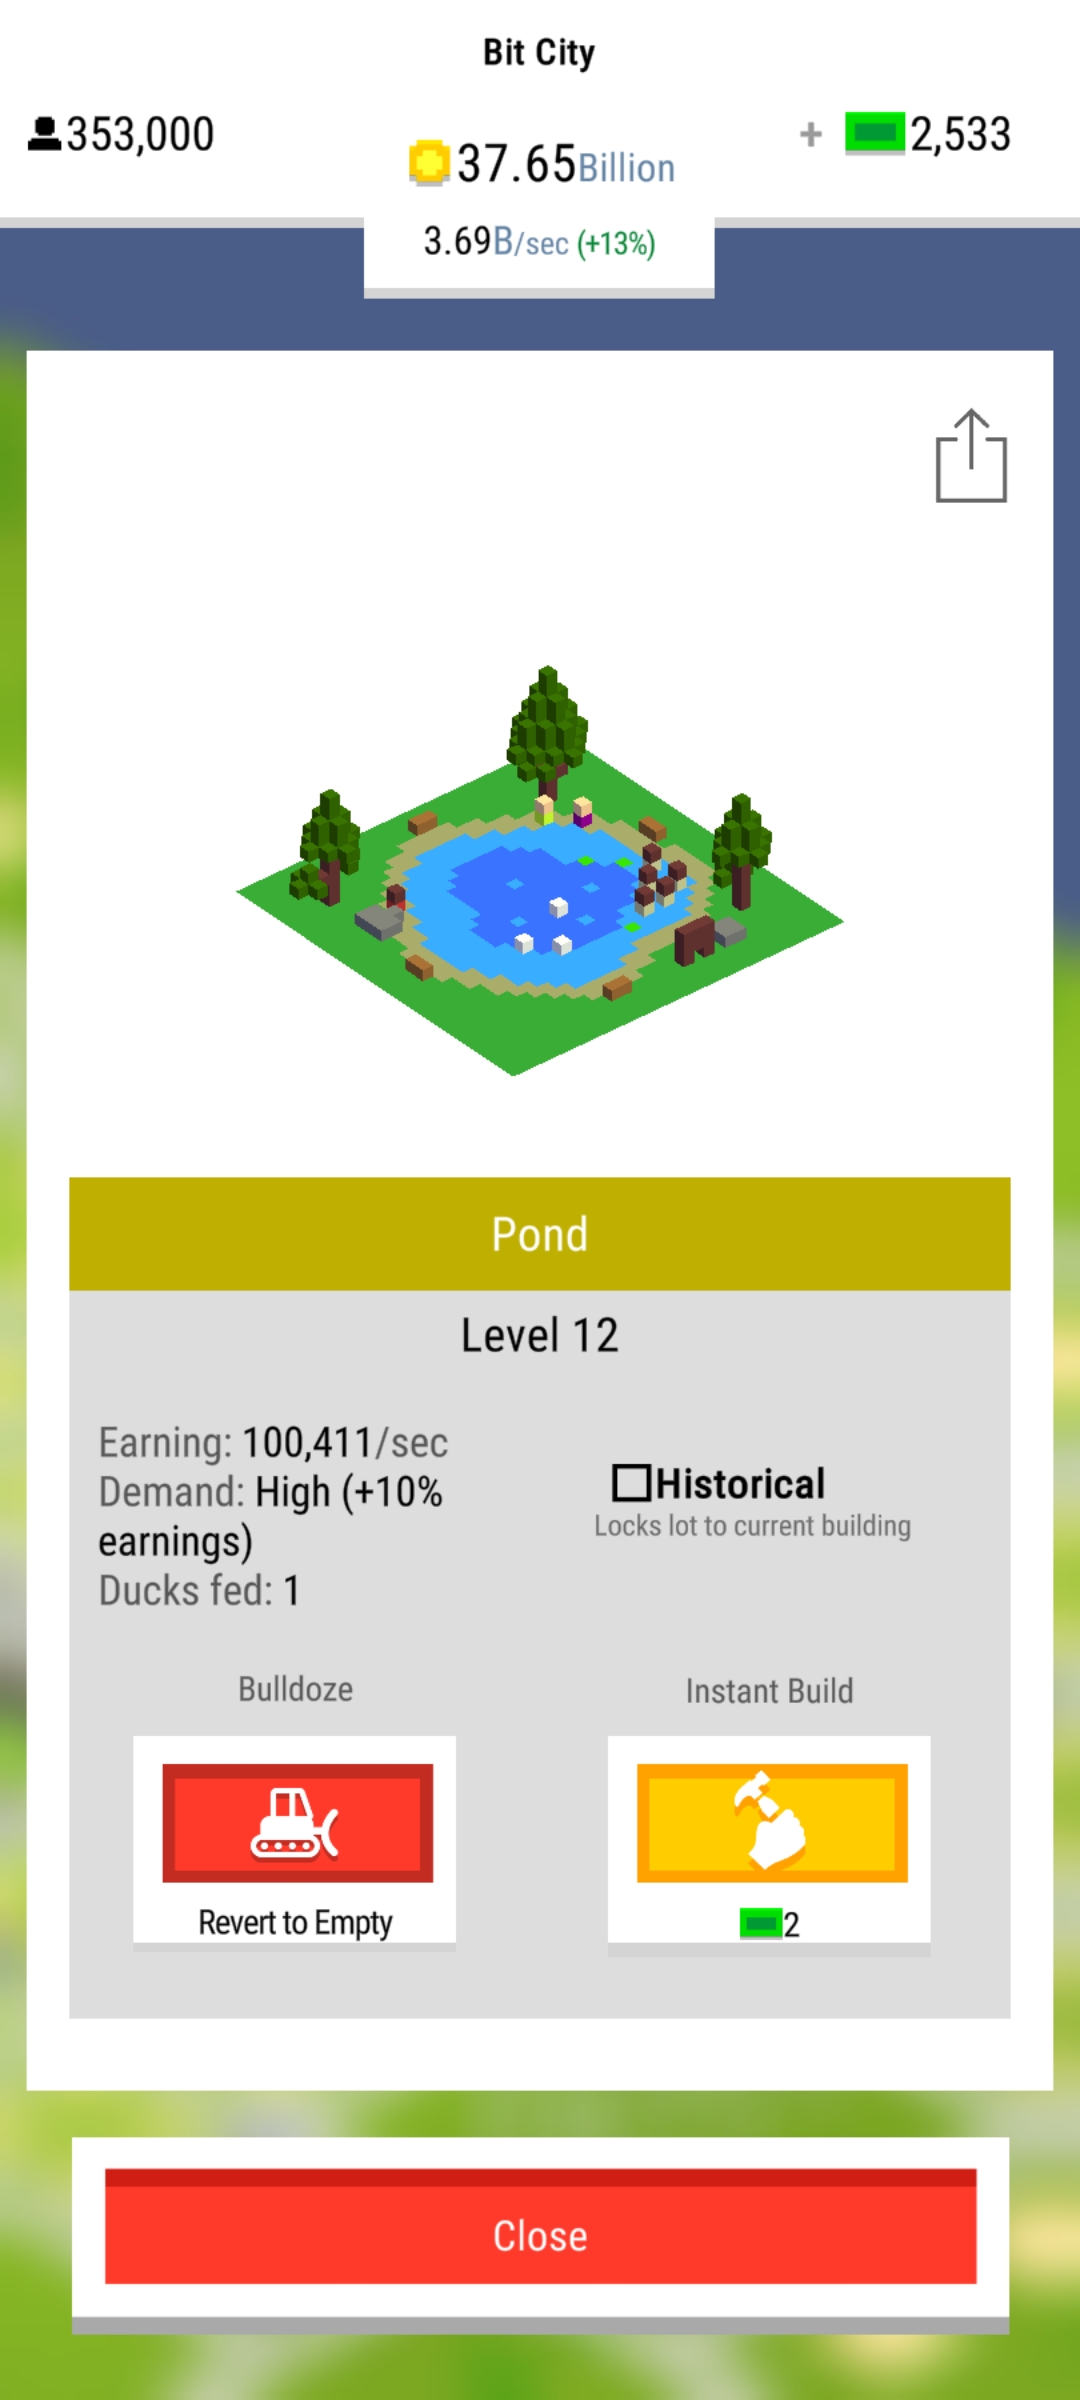 Bit City
353,000
37.65Billion
+ 2,533
3.69B/sec (+13%)
Pond
Level 12
Earning: 100,411/sec
Demand: High (+10%
earnings)
Ducks fed: 1
Historical
Locks lot to current building
Bulldoze
Instant Build
Revert to Empty
2
Close